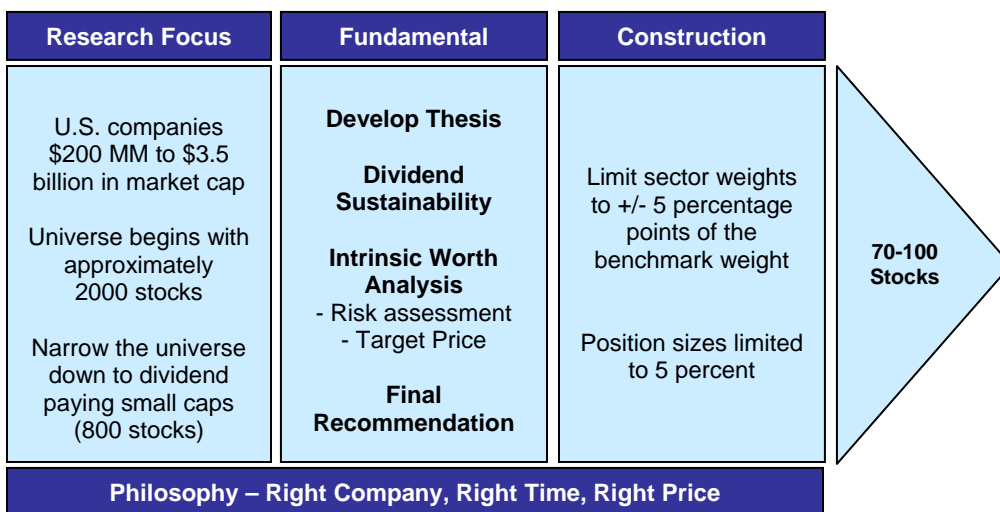 Research Focus
U.S. companies
$200 MM to $3.5
billion in market cap
Universe begins with
approximately
2000 stocks
Narrow the universe
down to dividend
paying small caps
(800 stocks)
Fundamental
Develop Thesis
Dividend
Sustainability
Intrinsic Worth
Analysis
- Risk assessment
- Target Price
Final
Recommendation
Construction
Limit sector weights
to +/- 5 percentage
points of the
benchmark weight
Position sizes limited
to 5 percent
70-100
Stocks
Philosophy – Right Company, Right Time, Right Price